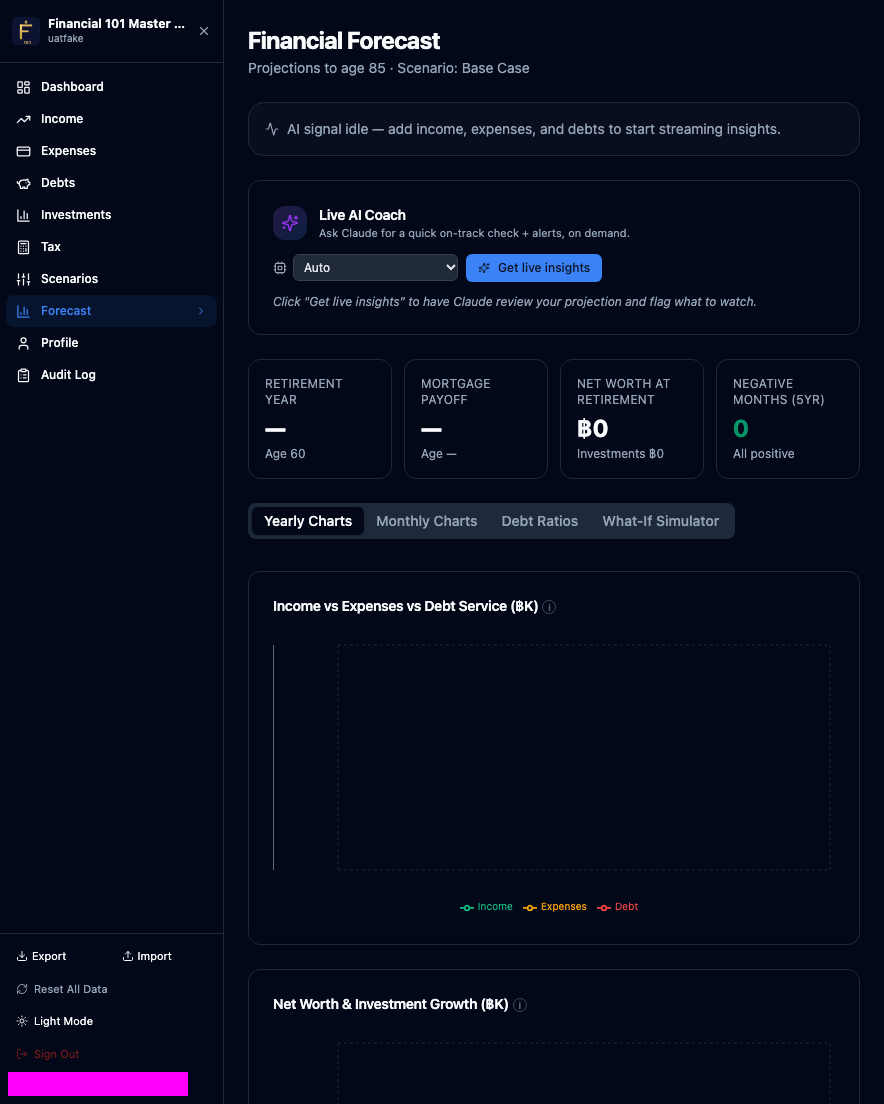 Financial 101 Master ...
uatfake
Dashboard
Income
Expenses
Debts
Investments
Tax
Scenarios
Forecast
Profile
Audit Log
Export
Import
Reset All Data
Light Mode
Sign Out
Financial Forecast
Projections to age 85 · Scenario: Base Case
AI signal idle — add income, expenses, and debts to start streaming insights.
Live AI Coach
Ask Claude for a quick on-track check + alerts, on demand.
Auto
Get live insights
Click "Get live insights" to have Claude review your projection and flag what to watch.
RETIREMENT
YEAR
—
Age 60
MORTGAGE
PAYOFF
—
Age —
NET WORTH AT
RETIREMENT
฿0
Investments ฿0
NEGATIVE
MONTHS (5YR)
0
All positive
Yearly Charts
Monthly Charts
Debt Ratios
What-If Simulator
Income vs Expenses vs Debt Service (฿K)
Income
Expenses
Debt
Net Worth & Investment Growth (฿K)